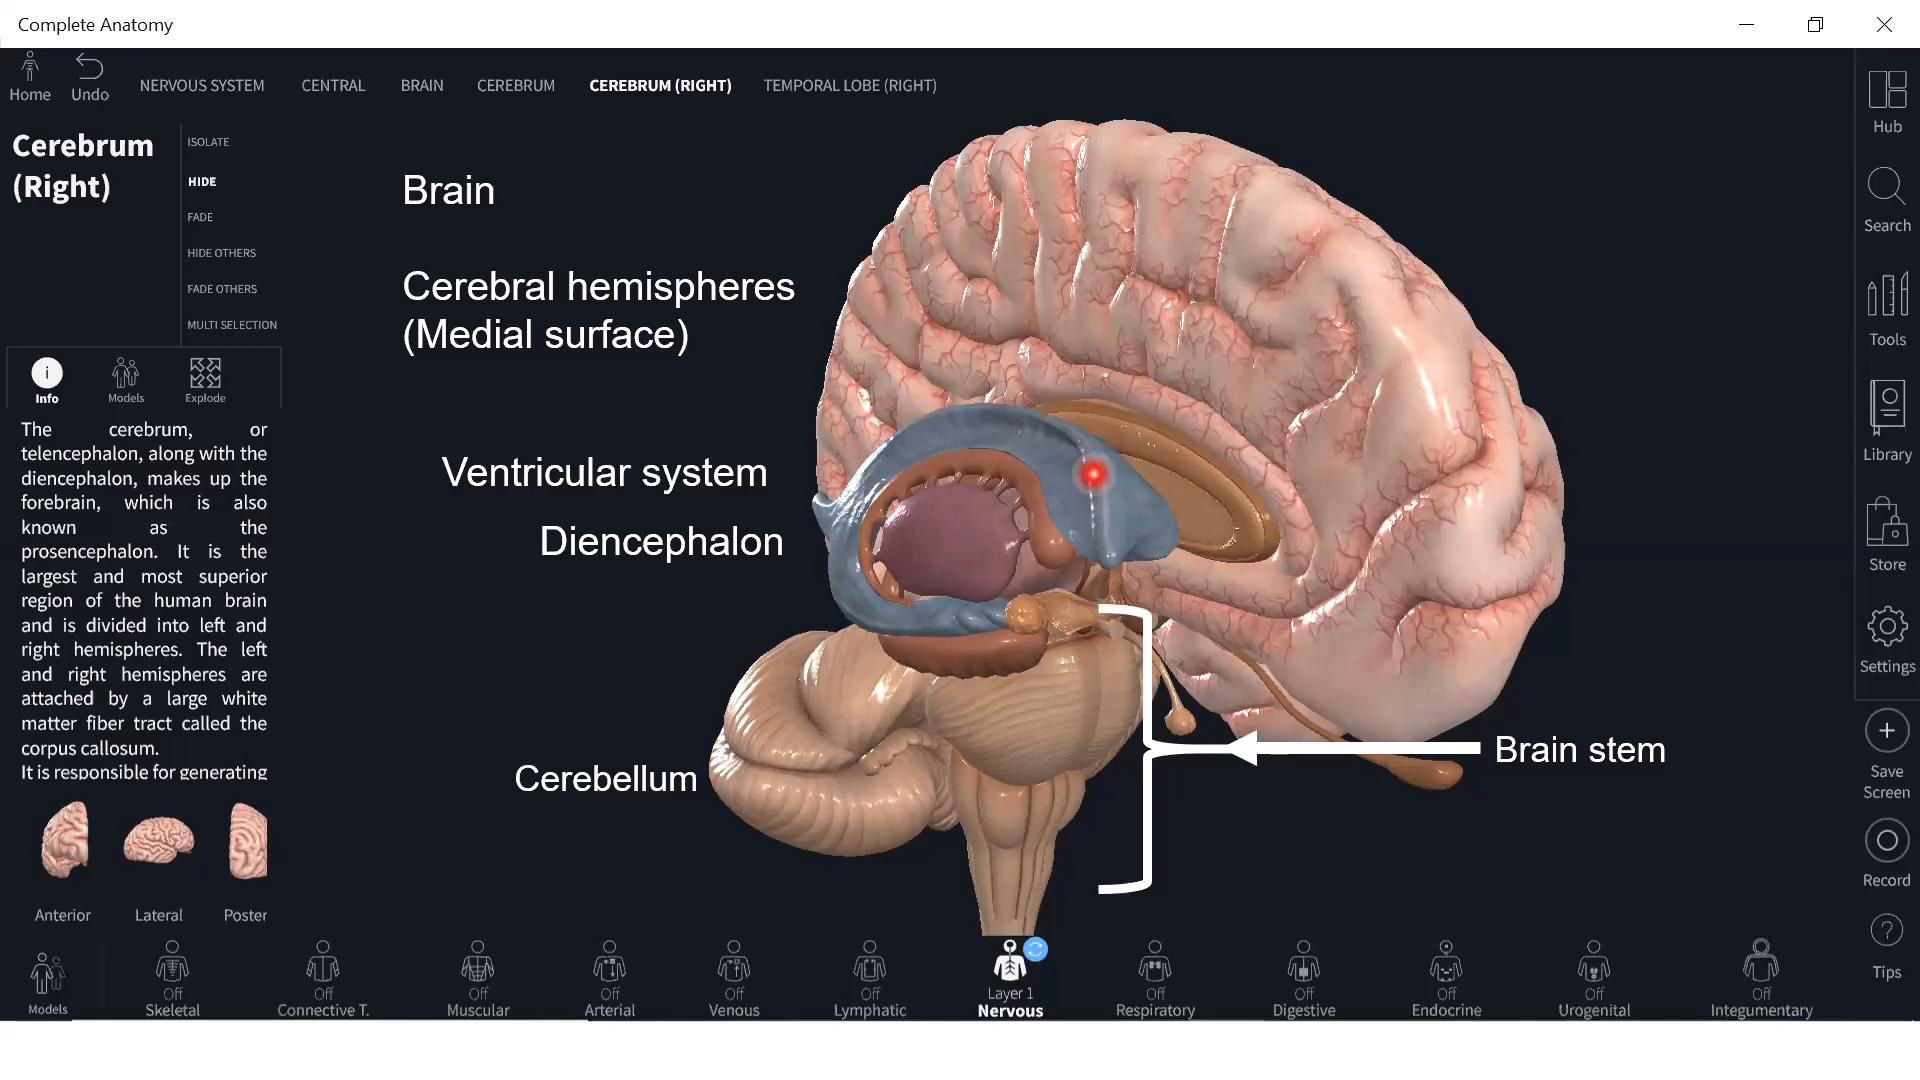 Complete Anatomy
Home
Undo
NERVOUS SYSTEM
CENTRAL
BRAIN
CEREBRUM
CEREBRUM (RIGHT)
TEMPORAL LOBE (RIGHT)
Cerebrum
(Right)
ISOLATE
HIDE
FADE
HIDE OTHERS
FADE OTHERS
MULTI SELECTION
i
Info
Models
Explode
The cerebrum, or
telencephalon, along with the
diencephalon, makes up the
forebrain, which is also
known as the
prosencephalon. It is the
largest and most superior
region of the human brain
and is divided into left and
right hemispheres. The left
and right hemispheres are
attached by a large white
matter fiber tract called the
corpus callosum.
It is responsible for generating
Anterior
Lateral
Poster
Brain
Cerebral hemispheres
(Medial surface)
Ventricular system
Diencephalon
Cerebellum
Brain stem
Hub
Search
Tools
Library
Store
Settings
Save
Screen
Record
?
Tips
Models
Off
Skeletal
Off
Connective T.
Off
Muscular
Off
Arterial
Off
Venous
Off
Lymphatic
Layer 1
Nervous
Off
Respiratory
Off
Digestive
Off
Endocrine
Off
Urogenital
Off
Integumentary